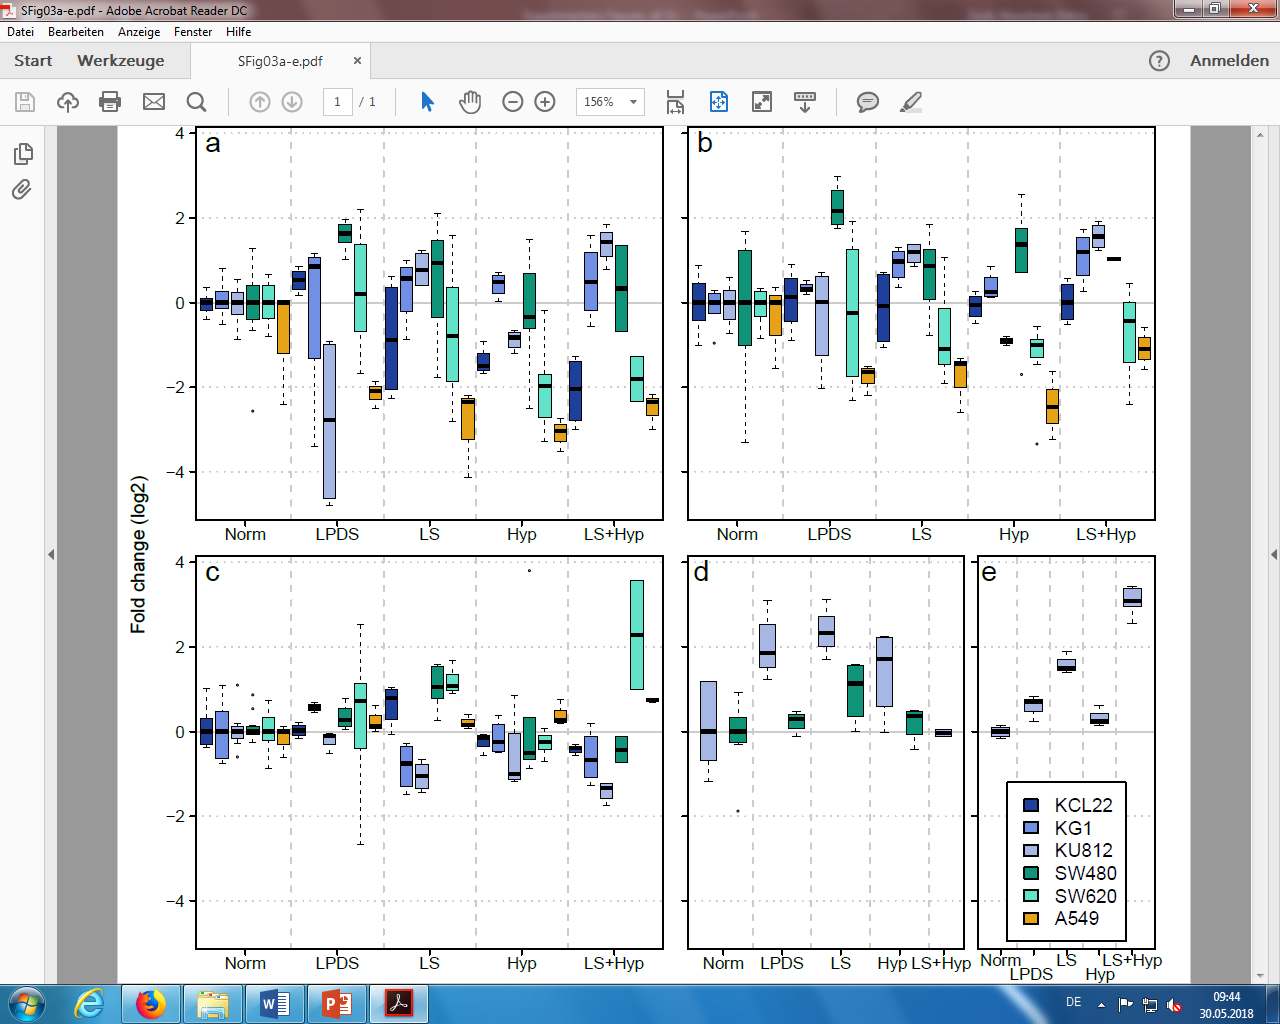 SFig03a-e.pdf - Adobe Acrobat Reader DC
Datei Bearbeiten Anzeige Fenster Hilfe
Start Werkzeuge SFig03a-e.pdf × ? Anmelden
1 / 1 156%
a b
4
2
0
−2
−4
Norm LPDS LS Hyp LS+Hyp
Norm LPDS LS Hyp LS+Hyp
Fold change (log2)
c d e
4
2
0
−2
−4
KCL22
KG1
KU812
SW480
SW620
A549
Norm LPDS LS Hyp LS+Hyp
Norm LPDS LS Hyp LS+Hyp
Norm LPDS LS Hyp LS+Hyp
DE 09:44
30.05.2018